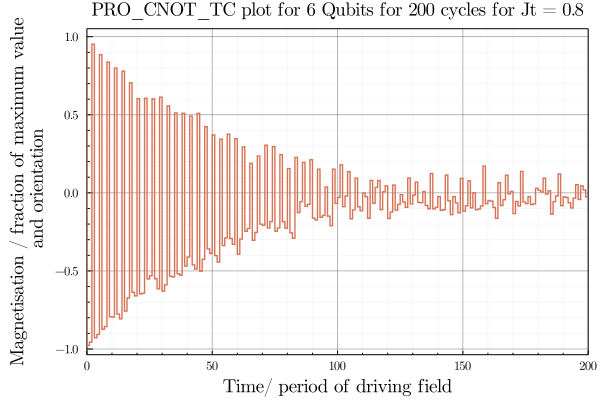 PRO_CNOT_TC plot for 6 Qubits for 200 cycles for Jt = 0.8
Magnetisation / fraction of maximum value
and orientation
1.0
0.5
0.0
−0.5
−1.0
0 50 100 150 200
Time/ period of driving field